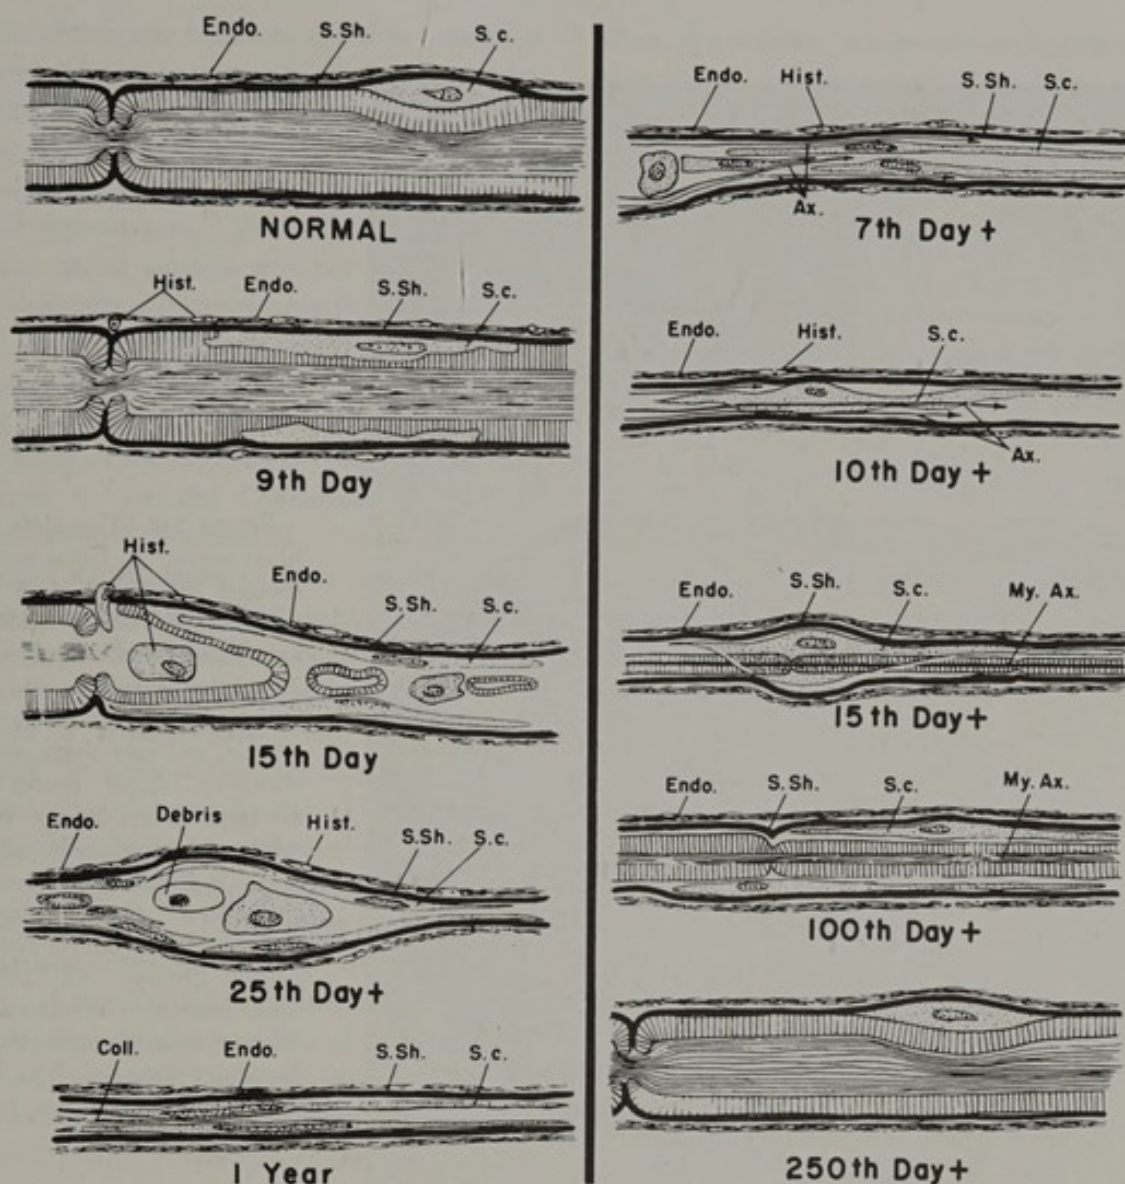 Endo. S.Sh. S.c.
NORMAL
Hist. Endo. S.Sh. S.c.
9th Day
Hist. Endo. S.Sh. S.c.
15th Day
Endo. Debris Hist. S.Sh. S.c.
25th Day+
Coll. Endo. S.Sh. S.c.
1 Year
Endo. Hist. S.Sh. S.c.
Ax.
7th Day +
Endo. Hist. S.c.
Ax.
10th Day +
Endo. S.Sh. S.c. My. Ax.
15th Day+
Endo. S.Sh. S.c. My. Ax.
100th Day+
250th Day+